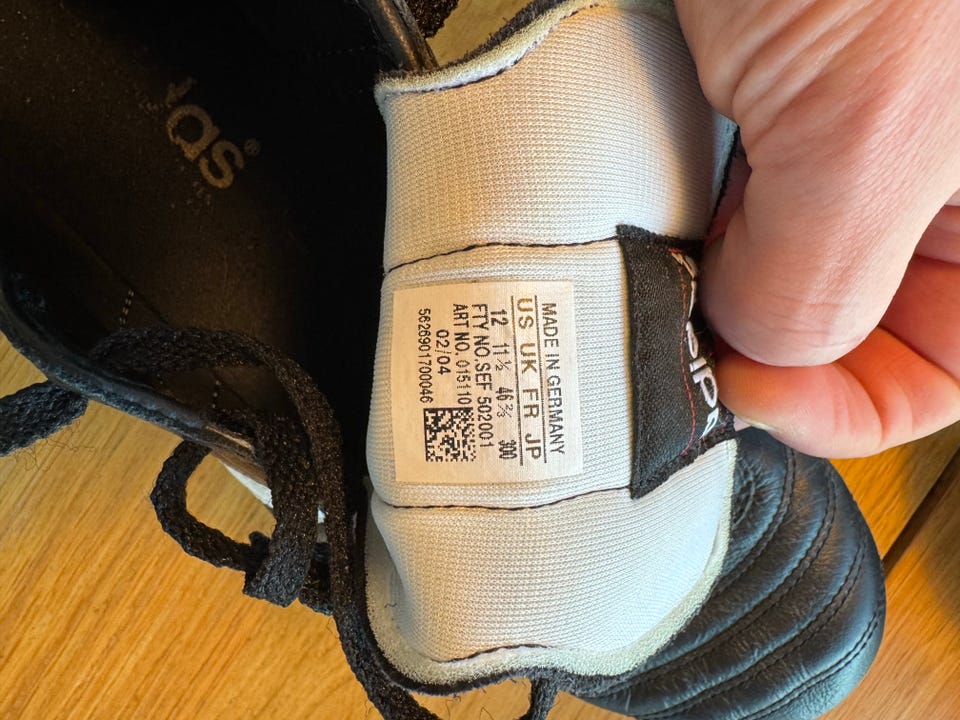 MADE IN GERMANY
US UK FR JP
12 11½ 46⅔ 300
FTY NO. SEF 502001
ART NO. 015110
02/04
5626901700046